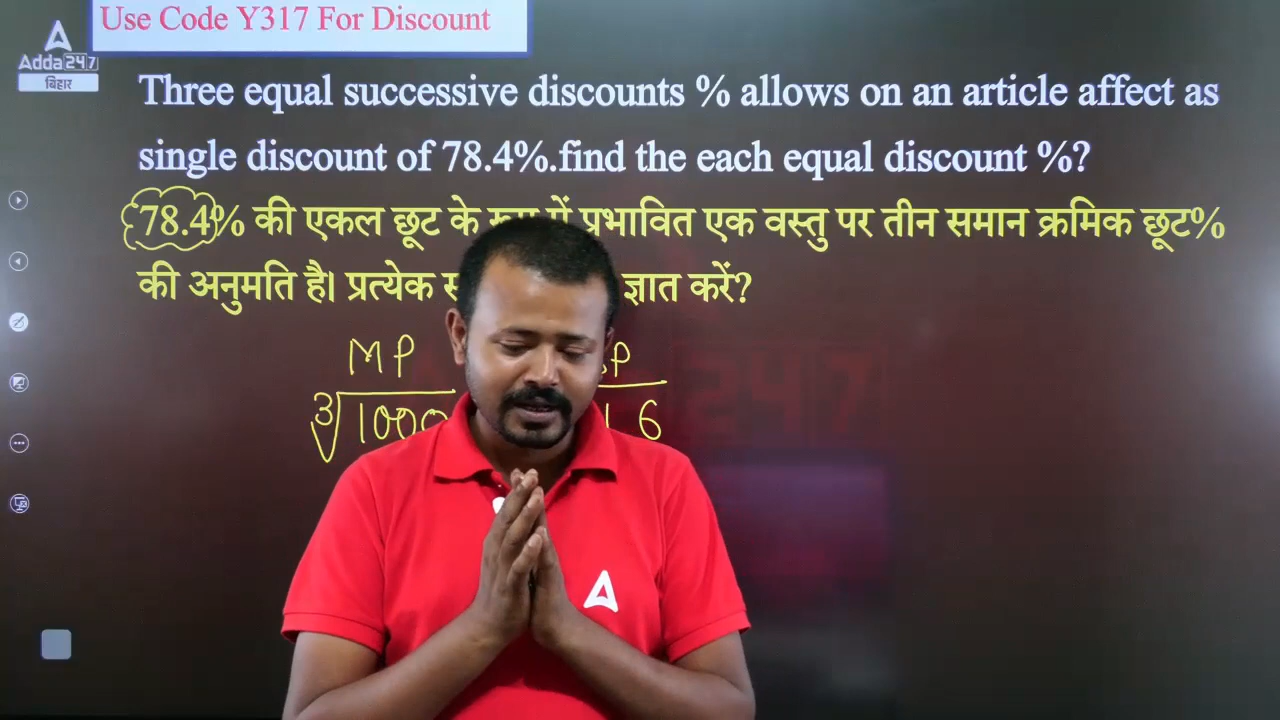 Use Code Y317 For Discount
Adda247
बिहार
Three equal successive discounts % allows on an article affect as
single discount of 78.4%.find the each equal discount %?
78.4% की एकल छूट के में प्रभावित एक वस्तु पर तीन समान क्रमिक छूट%
की अनुमति है। प्रत्येक ज्ञात करें?
MP P
3√1000 6
247